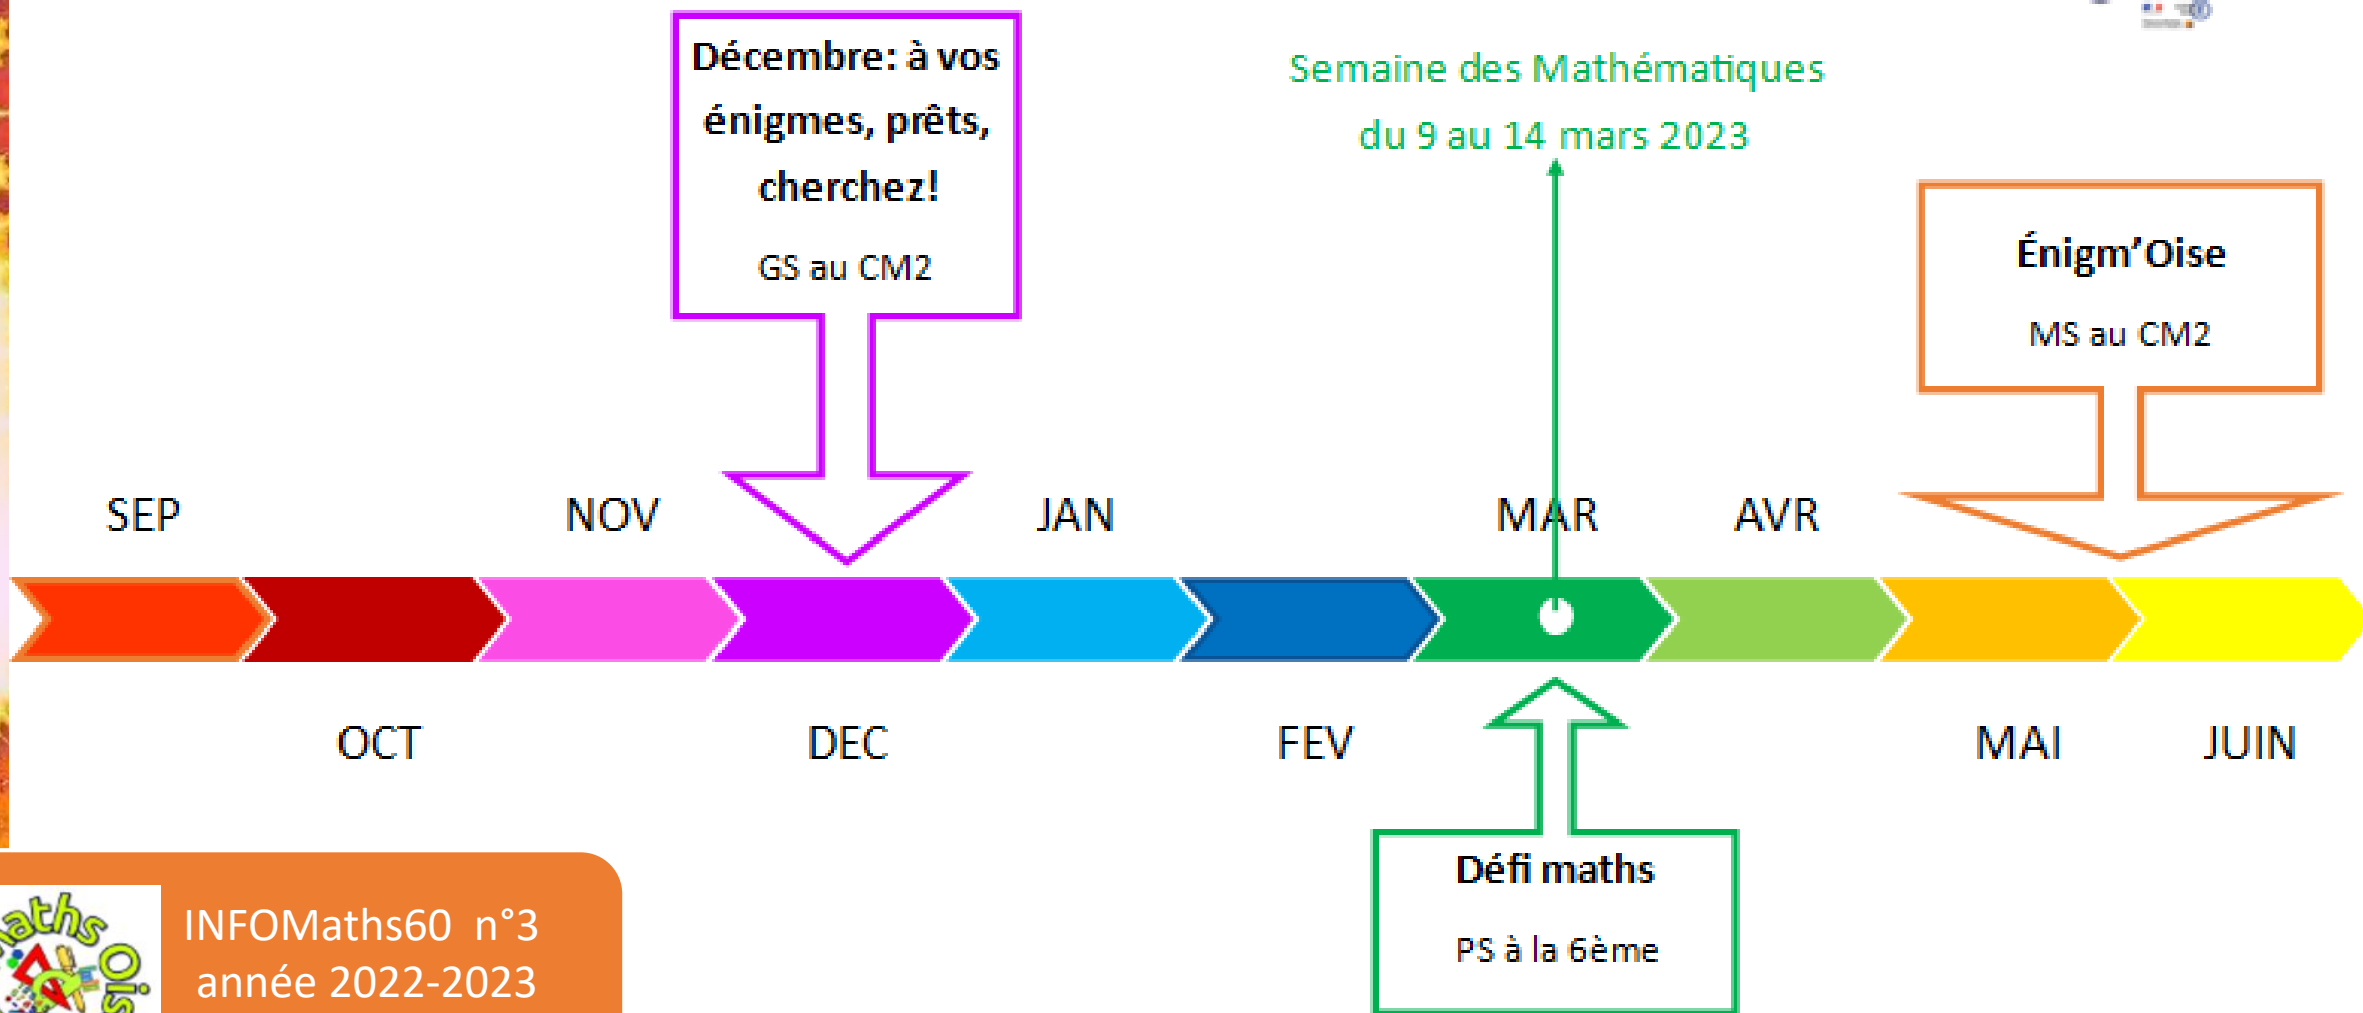 Décembre: à vos
énigmes, prêts,
cherchez!
GS au CM2
Semaine des Mathématiques
du 9 au 14 mars 2023
Énigm’Oise
MS au CM2
SEP
NOV
JAN
MAR
AVR
OCT
DEC
FEV
MAI
JUIN
Défi maths
PS à la 6ème
INFOMaths60 n°3
année 2022-2023